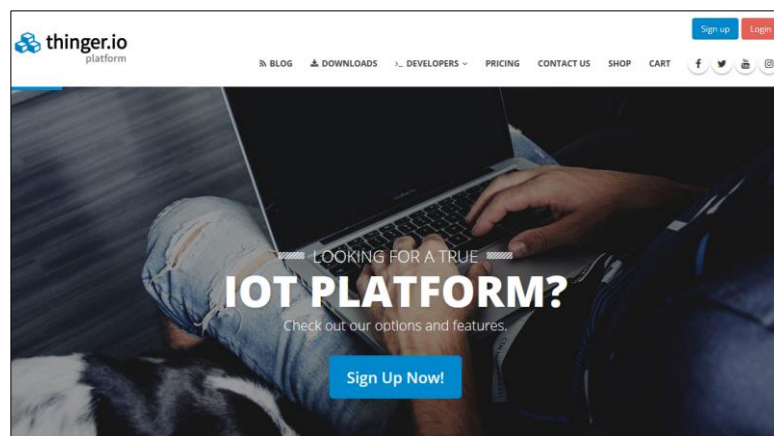 Sign up Login
thinger.io
platform
BLOG DOWNLOADS >_ DEVELOPERS PRICING CONTACT US SHOP CART
LOOKING FOR A TRUE
IOT PLATFORM?
Check out our options and features.
Sign Up Now!